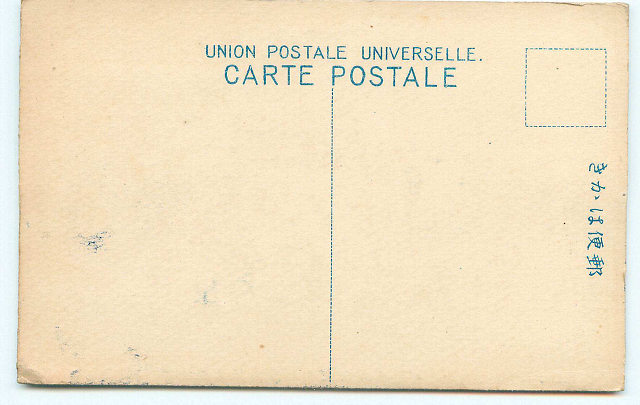 UNION POSTALE UNIVERSELLE.
CARTE POSTALE
郵便はかき